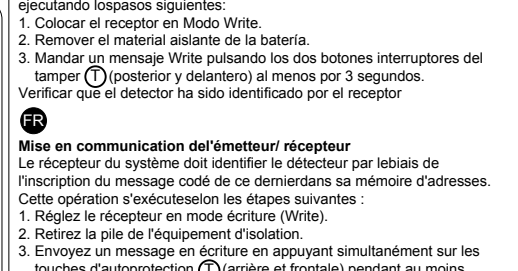 ejecutando lospasos siguientes:
1. Colocar el receptor en Modo Write.
2. Remover el material aislante de la batería.
3. Mandar un mensaje Write pulsando los dos botones interruptores del
tamper (T) (posterior y delantero) al menos por 3 segundos.
Verificar que el detector ha sido identificado por el receptor
FR
Mise en communication del'émetteur/ récepteur
Le récepteur du système doit identifier le détecteur par lebiais de
l'inscription du message codé de ce dernierdans sa mémoire d'adresses.
Cette opération s'exécuteselon les étapes suivantes :
1. Réglez le récepteur en mode écriture (Write).
2. Retirez la pile de l'équipement d'isolation.
3. Envoyez un message en écriture en appuyant simultanément sur les
touches d'autoprotection (T) (arrière et frontale) pendant au moins